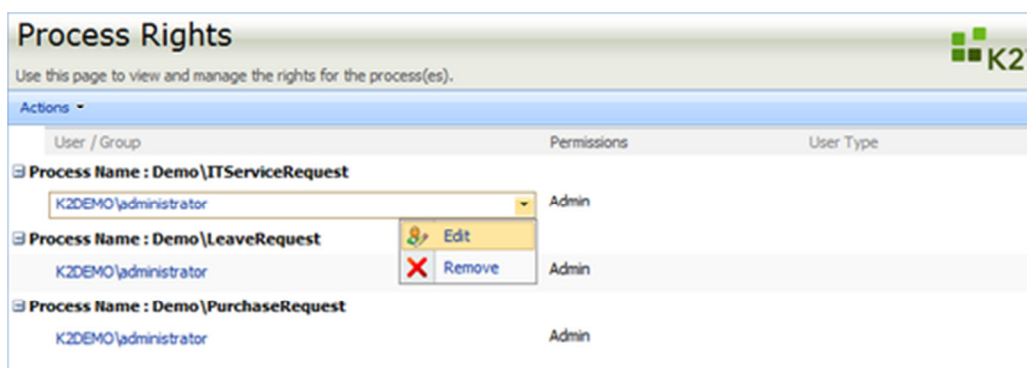 Process Rights
K2
Use this page to view and manage the rights for the process(es).
Actions
User / Group Permissions User Type
Process Name : Demo\ITServiceRequest
K2DEMO\administrator Admin
Edit
Process Name : Demo\LeaveRequest
Remove
K2DEMO\administrator Admin
Process Name : Demo\PurchaseRequest
K2DEMO\administrator Admin